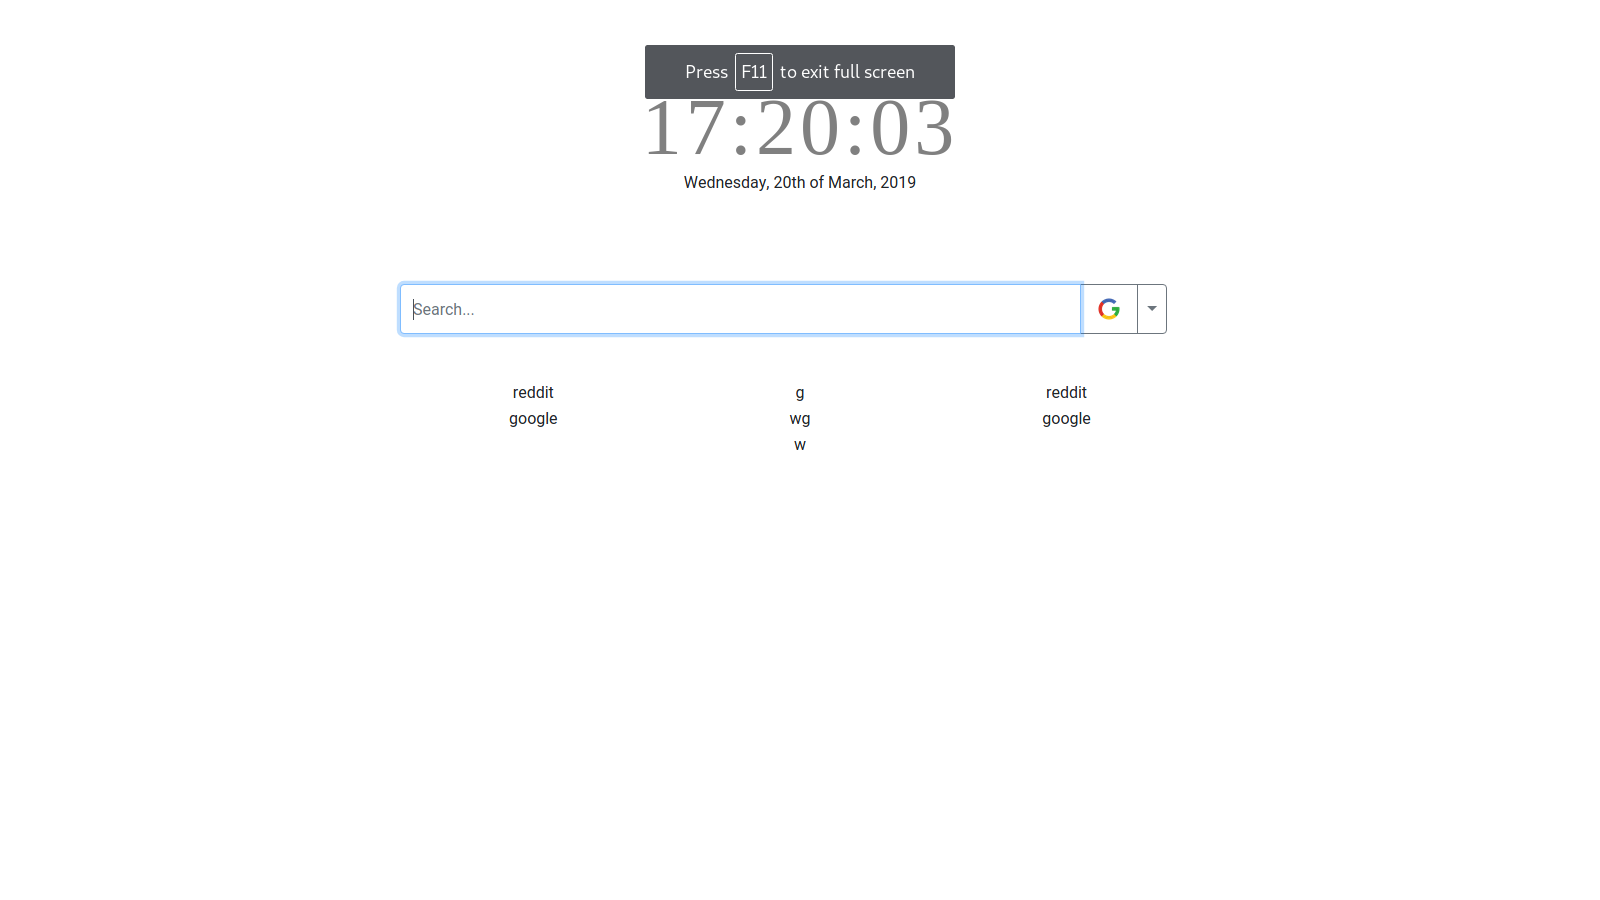 Press F11 to exit full screen
17:20:03
Wednesday, 20th of March, 2019
Search...
reddit g reddit
google wg google
w